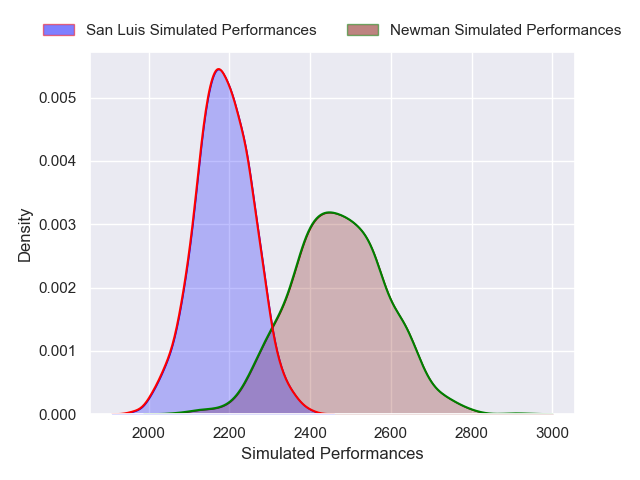 San Luis Simulated Performances Newman Simulated Performances
0.005
0.004
0.003
0.002
0.001
0.000
Density
2000 2200 2400 2600 2800 3000
Simulated Performances